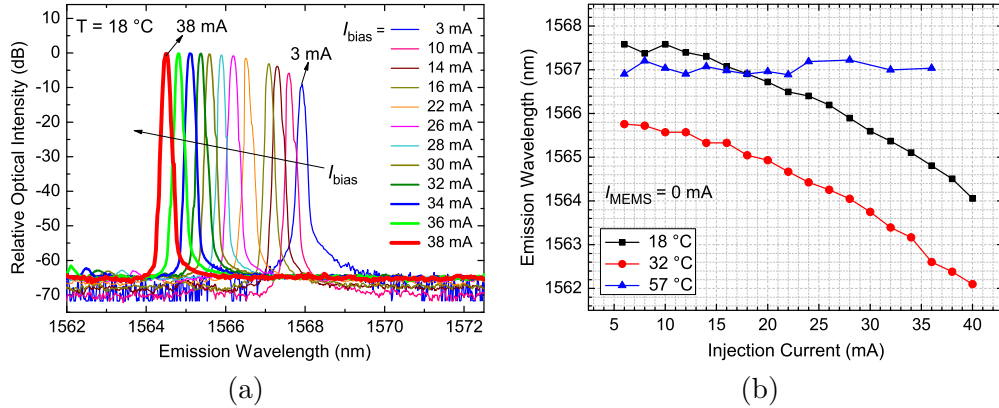 10
0
-10
-20
-30
-40
-50
-60
-70
Relative Optical Intensity (dB)
T = 18 °C
38 mA
3 mA
I_bias
I_bias = 3 mA
10 mA
14 mA
16 mA
22 mA
26 mA
28 mA
30 mA
32 mA
34 mA
36 mA
38 mA
1562 1564 1566 1568 1570 1572
Emission Wavelength (nm)
(a)
1568
1567
1566
1565
1564
1563
1562
Emission Wavelength (nm)
I_MEMS = 0 mA
18 °C
32 °C
57 °C
5 10 15 20 25 30 35 40
Injection Current (mA)
(b)